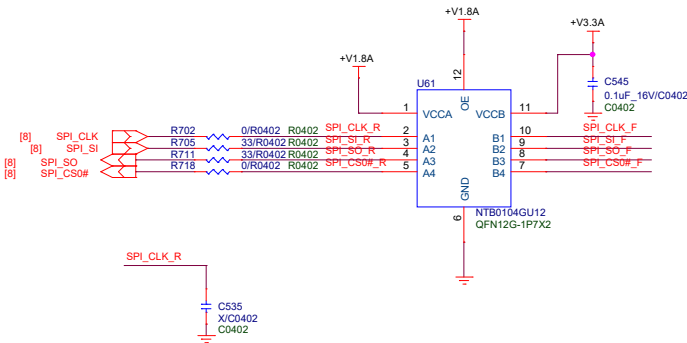 +V1.8A
+V3.3A
+V1.8A
U61
C545
0.1uF_16V/C0402
C0402
12
OE
1 VCCA VCCB 11
[8] SPI_CLK R702 0/R0402 R0402 SPI_CLK_R 2 A1 B1 10 SPI_CLK_F
[8] SPI_SI R705 33/R0402 R0402 SPI_SI_R 3 A2 B2 9 SPI_SI_F
[8] SPI_SO R711 33/R0402 R0402 SPI_SO_R 4 A3 B3 8 SPI_SO_F
[8] SPI_CS0# R718 0/R0402 R0402 SPI_CS0#_R 5 A4 B4 7 SPI_CS0#_F
GND
6
NTB0104GU12
QFN12G-1P7X2
SPI_CLK_R
C535
X/C0402
C0402